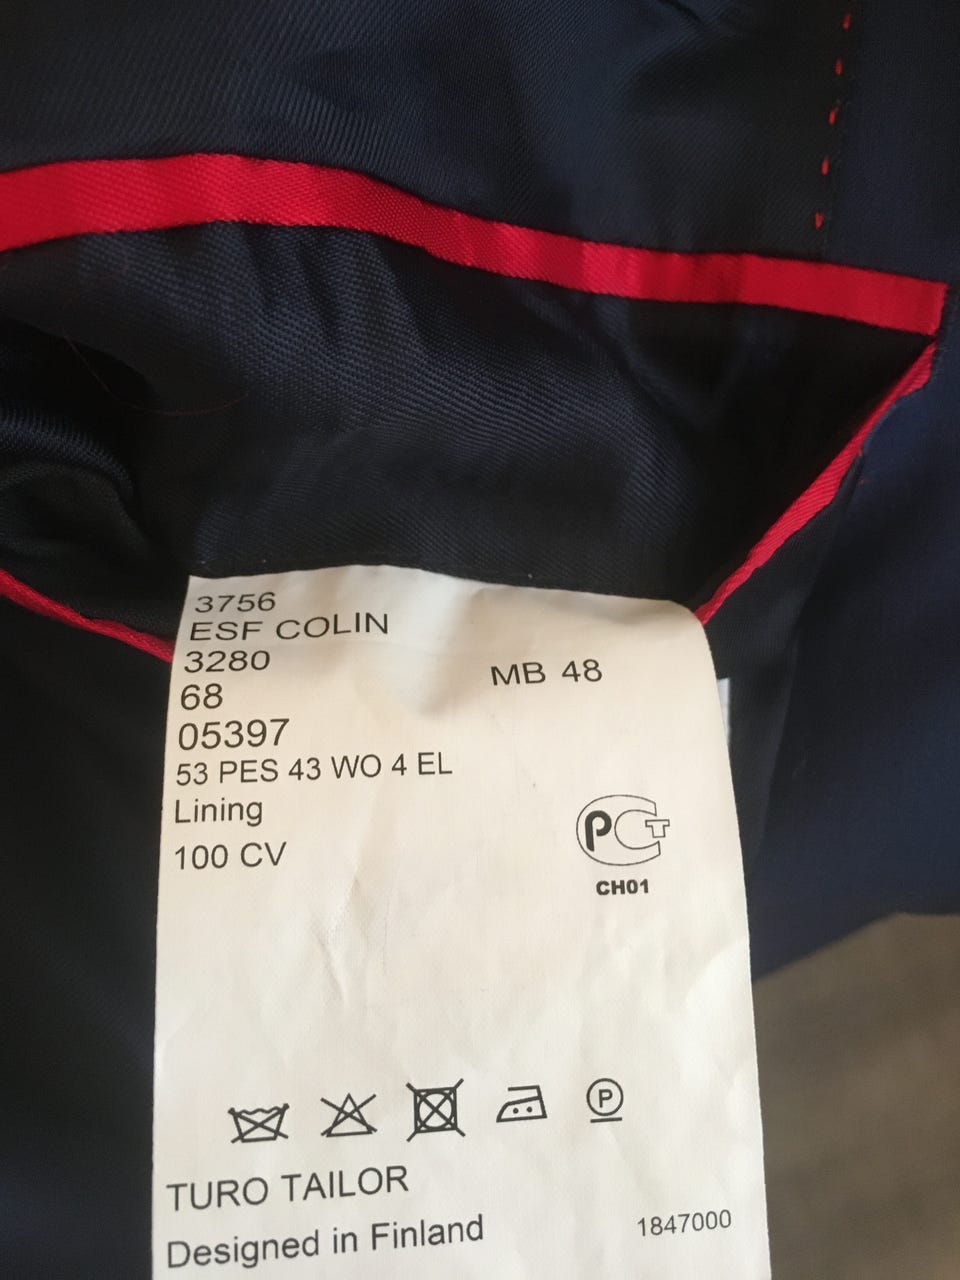 3756
ESF COLIN
3280
MB 48
68
05397
53 PES 43 WO 4 EL
Lining
100 CV
РСТ
CH01
P
TURO TAILOR
Designed in Finland
1847000